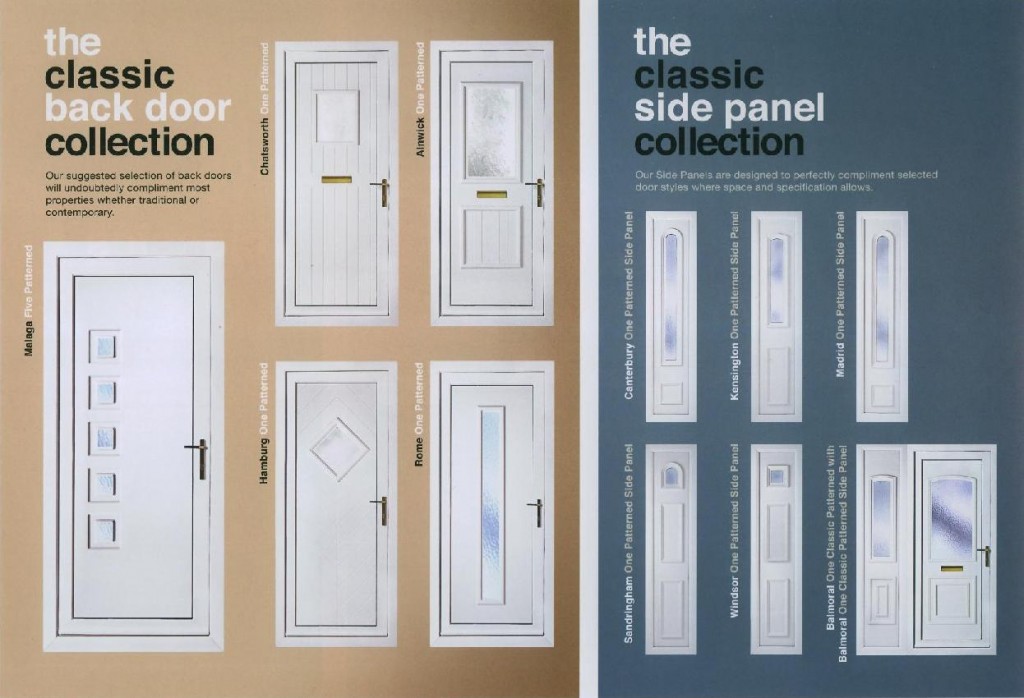 the
classic
back door
collection
Our suggested selection of back doors
will undoubtedly compliment most
properties whether traditional or
contemporary.
Malaga Five Patterned
Chatsworth One Patterned
Alnwick One Patterned
Hamburg One Patterned
Rome One Patterned
the
classic
side panel
collection
Our Side Panels are designed to perfectly compliment selected
door styles where space and specification allows.
Canterbury One Patterned Side Panel
Kensington One Patterned Side Panel
Madrid One Patterned Side Panel
Sandringham One Patterned Side Panel
Windsor One Patterned Side Panel
Balmoral One Classic Patterned with
Balmoral One Classic Patterned Side Panel